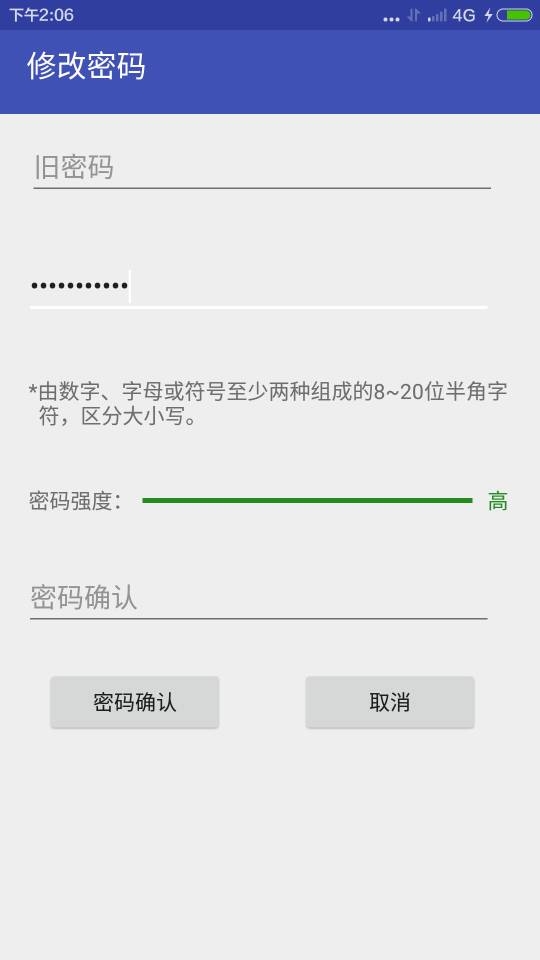 下午2:06
4G
修改密码
旧密码
•••••••••••
*由数字、字母或符号至少两种组成的8~20位半角字
符，区分大小写。
密码强度：
高
密码确认
密码确认
取消